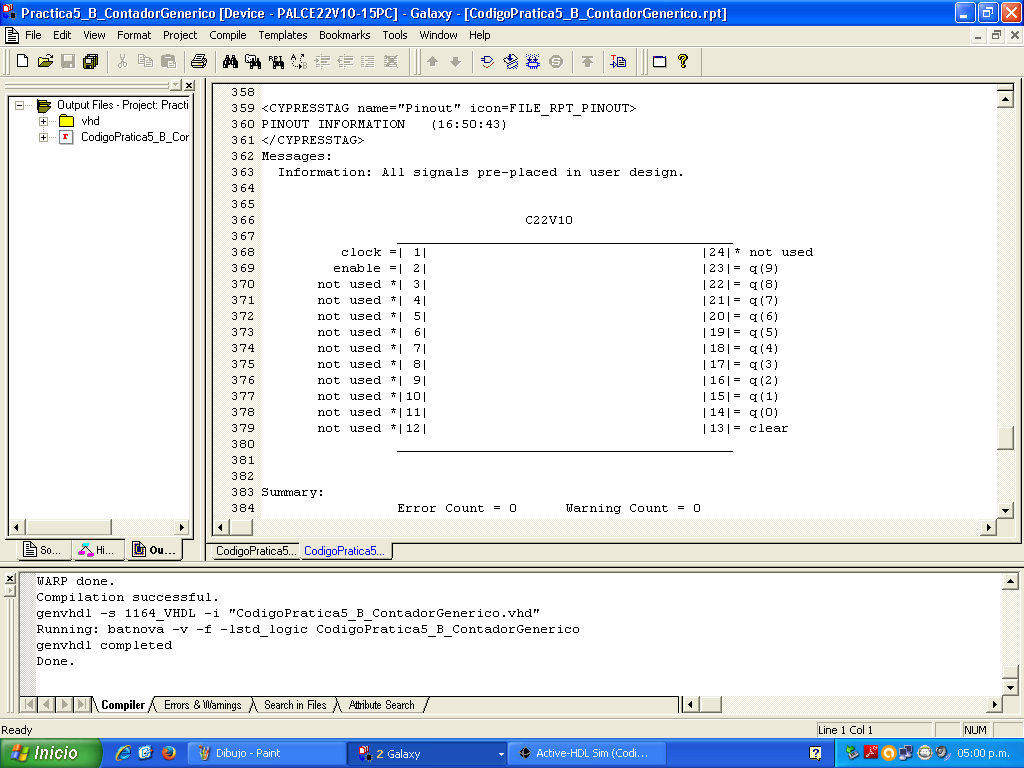 Practica5_B_ContadorGenerico [Device - PALCE22V10-15PC] - Galaxy - [CodigoPratica5_B_ContadorGenerico.rpt]
File Edit View Format Project Compile Templates Bookmarks Tools Window Help
Output Files - Project: Practi
vhd
CodigoPratica5_B_Cor
358
359 <CYPRESSTAG name="Pinout" icon=FILE_RPT_PINOUT>
360 PINOUT INFORMATION (16:50:43)
361 </CYPRESSTAG>
362 Messages:
363 Information: All signals pre-placed in user design.
364
365
366 C22V10
367
368 clock =| 1| |24|* not used
369 enable =| 2| |23|= q(9)
370 not used *| 3| |22|= q(8)
371 not used *| 4| |21|= q(7)
372 not used *| 5| |20|= q(6)
373 not used *| 6| |19|= q(5)
374 not used *| 7| |18|= q(4)
375 not used *| 8| |17|= q(3)
376 not used *| 9| |16|= q(2)
377 not used *|10| |15|= q(1)
378 not used *|11| |14|= q(0)
379 not used *|12| |13|= clear
380
381
382
383 Summary:
384 Error Count = 0 Warning Count = 0
So... Hi... Ou...
CodigoPratica5... CodigoPratica5...
WARP done.
Compilation successful.
genvhdl -s 1164_VHDL -i "CodigoPratica5_B_ContadorGenerico.vhd"
Running: batnova -v -f -lstd_logic CodigoPratica5_B_ContadorGenerico
genvhdl completed
Done.
Compiler Errors & Warnings Search in Files Attribute Search
Ready Line 1 Col 1 NUM
Inicio Dibujo - Paint 2 Galaxy Active-HDL Sim (Codi... 05:00 p.m.